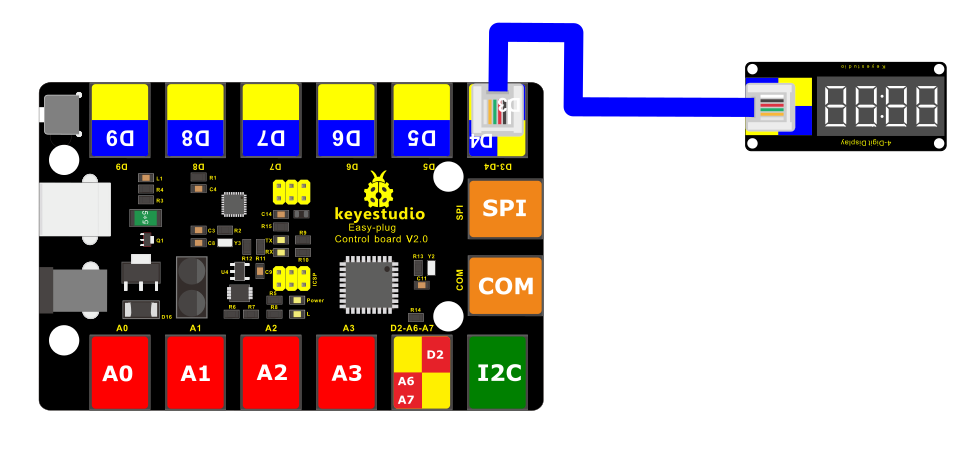 Keyestudio
4-Digit Display
D9
D8
D7
D6
D5
D4
D3
D9
D8
D7
D6
D5
D3-D4
L1
R4
R3
R1
C4
C14
R15
TX
RX
R9
R10
keyestudio
Easy-plug
Control board V2.0
SPI
SPI
Q1
C3
R2
C8
Y3
R12
R11
U4
C9
ICSP
R13
Y2
C11
COM
COM
R5
Power
R6
R7
R8
L
D16
R14
A0
A1
A2
A3
D2-A6-A7
A0
A1
A2
A3
D2
A6
A7
I2C